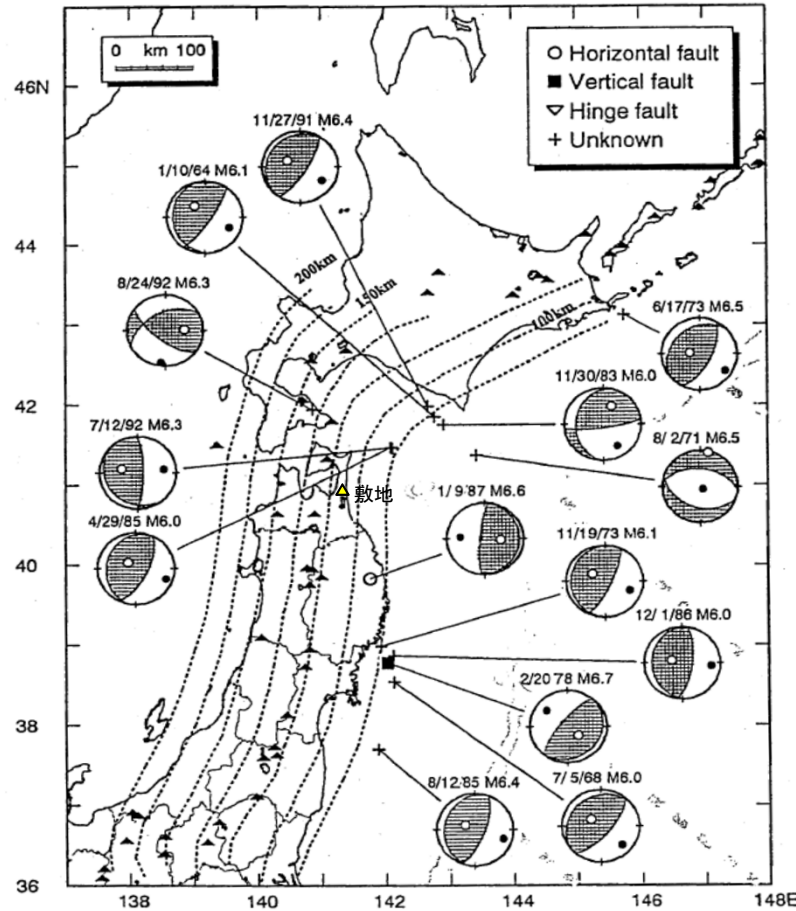 0 km 100
Horizontal fault
Vertical fault
Hinge fault
Unknown
46N
44
42
40
38
36
138
140
142
144
146
148E
11/27/91 M6.4
1/10/64 M6.1
8/24/92 M6.3
7/12/92 M6.3
4/29/85 M6.0
200km
150km
100km
敷地
6/17/73 M6.5
11/30/83 M6.0
8/ 2/71 M6.5
1/ 9 87 M6.6
11/19/73 M6.1
12/ 1/86 M6.0
2/20 78 M6.7
7/ 5/68 M6.0
8/12 85 M6.4